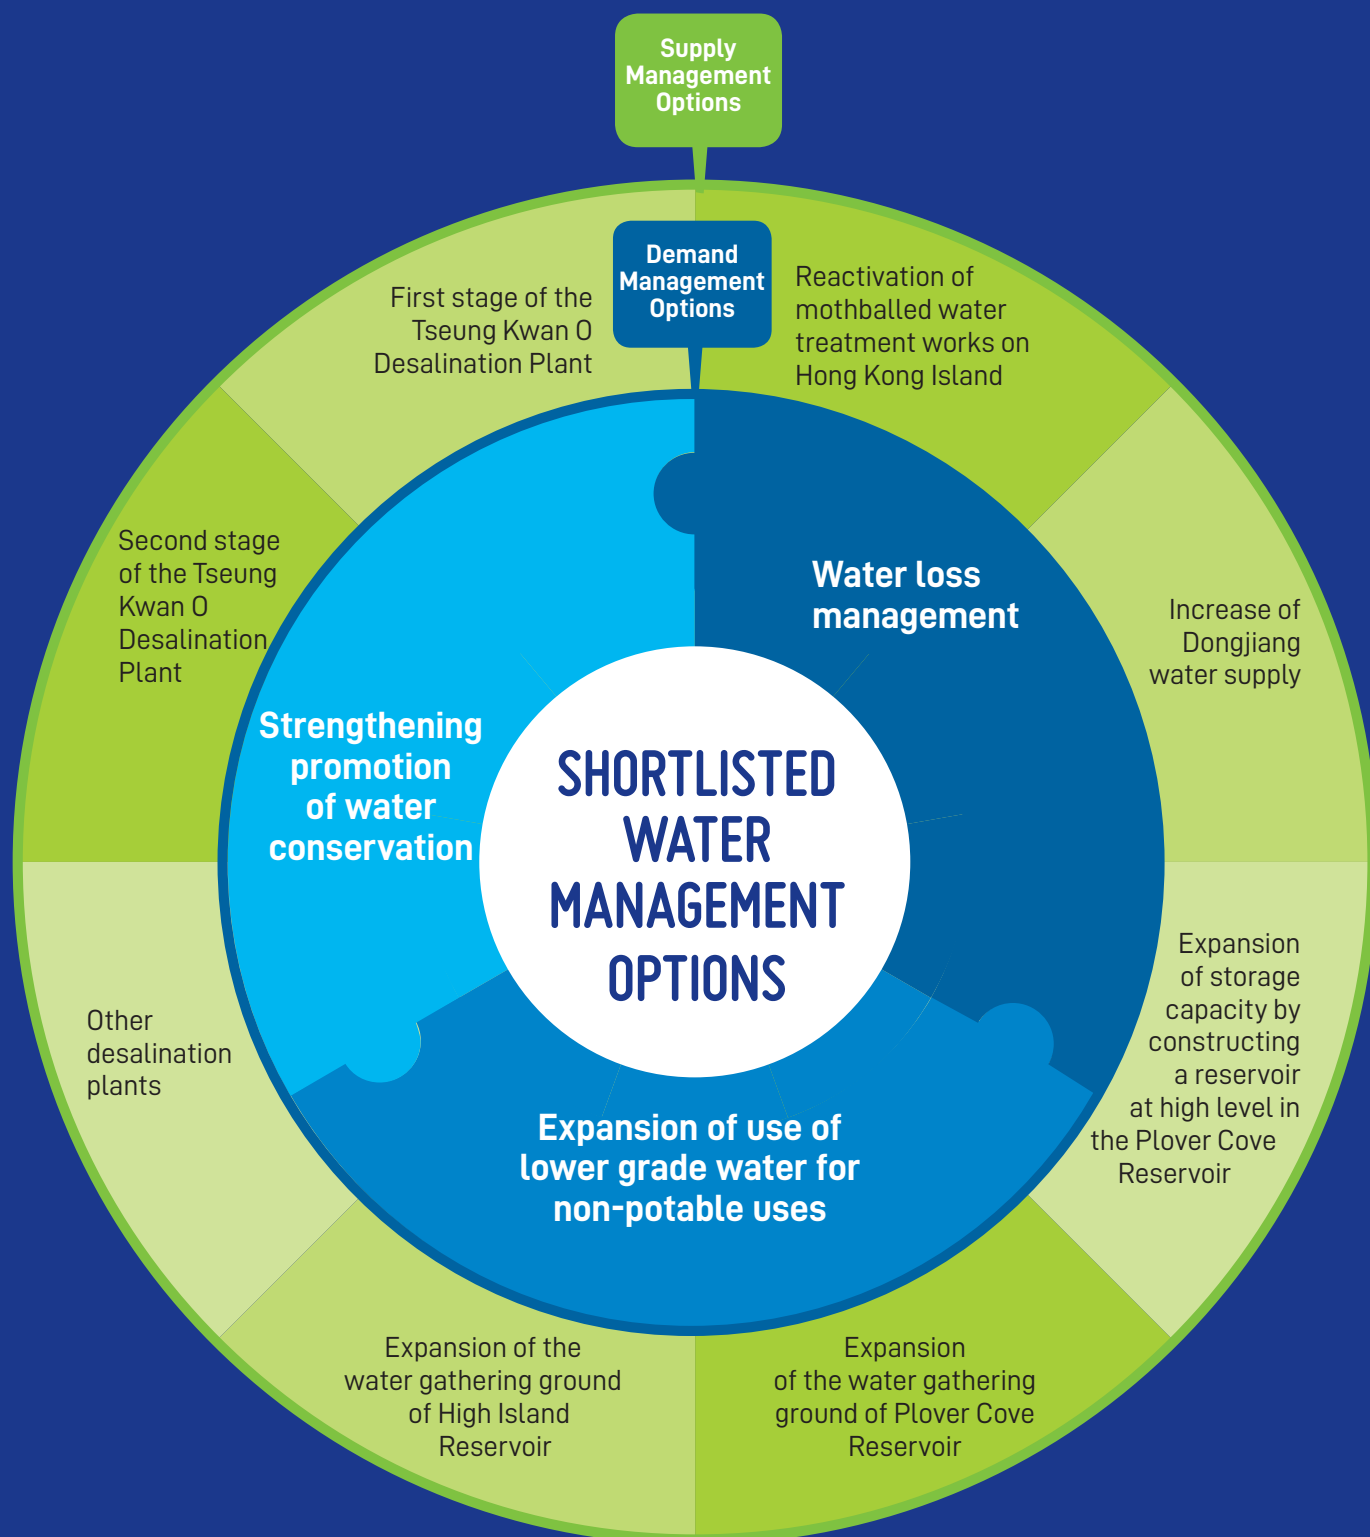 Supply
Management
Options
Demand
Management
Options
First stage of the
Tseung Kwan O
Desalination Plant
Reactivation of
mothballed water
treatment works on
Hong Kong Island
Second stage
of the Tseung
Kwan O
Desalination
Plant
Water loss
management
Increase of
Dongjiang
water supply
Strengthening
promotion
of water
conservation
SHORTLISTED
WATER
MANAGEMENT
OPTIONS
Expansion
of storage
capacity by
constructing
a reservoir
at high level in
the Plover Cove
Reservoir
Other
desalination
plants
Expansion of use of
lower grade water for
non-potable uses
Expansion of the
water gathering ground
of High Island
Reservoir
Expansion
of the water gathering
ground of Plover Cove
Reservoir